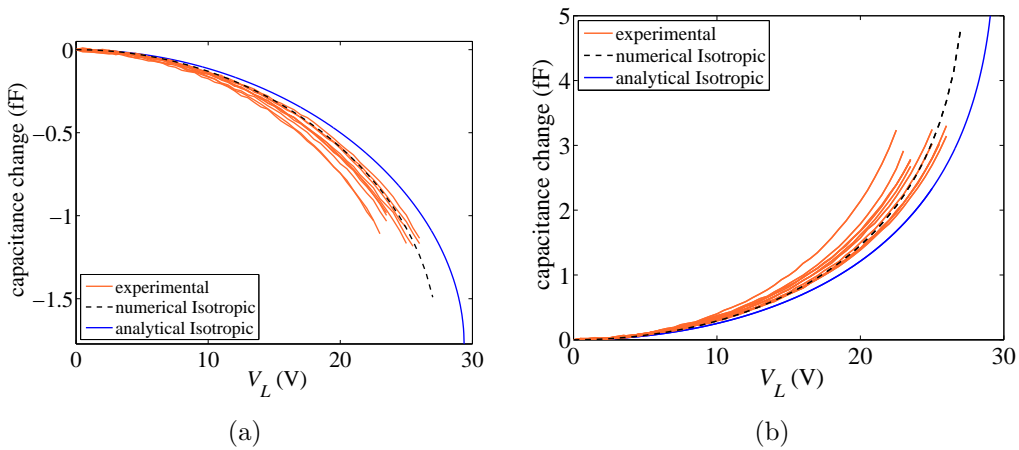 0
−0.5
−1
−1.5
capacitance change (fF)
experimental
numerical Isotropic
analytical Isotropic
0 10 20 30
V_L (V)
(a)
5
4
3
2
1
0
capacitance change (fF)
experimental
numerical Isotropic
analytical Isotropic
0 10 20 30
V_L (V)
(b)